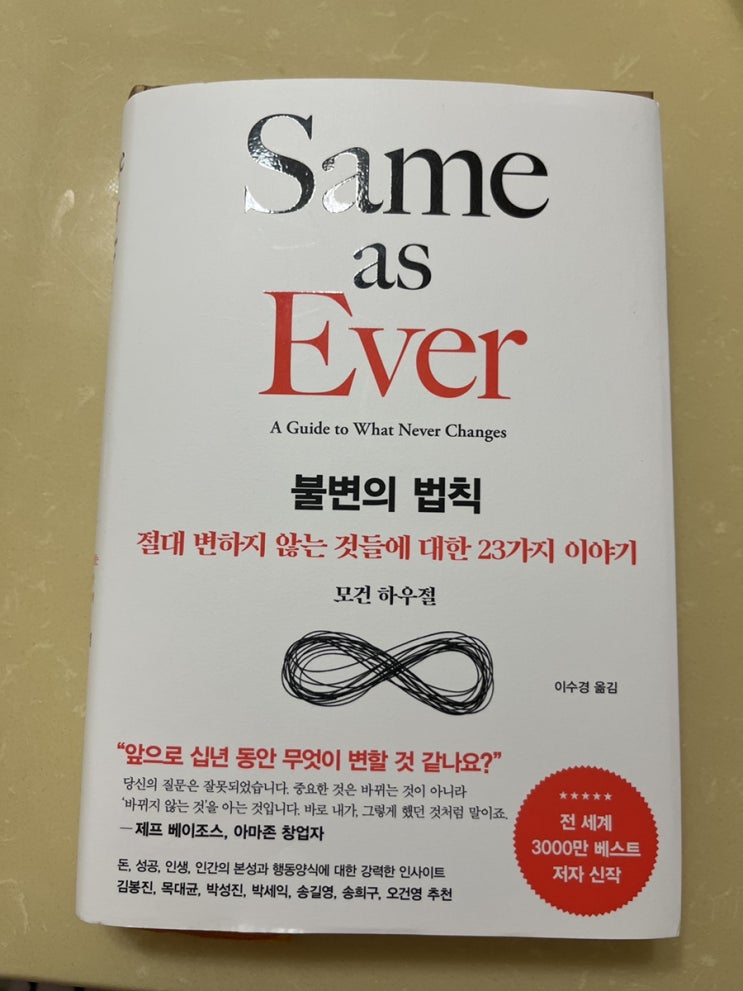 Same
as
Ever
A Guide to What Never Changes
불변의 법칙
절대 변하지 않는 것들에 대한 23가지 이야기
모건 하우절
이수경 옮김
“앞으로 십년 동안 무엇이 변할 것 같나요?”
당신의 질문은 잘못되었습니다. 중요한 것은 바뀌는 것이 아니라
‘바뀌지 않는 것’을 아는 것입니다. 바로 내가, 그렇게 했던 것처럼 말이죠.
—제프 베이조스, 아마존 창업자
돈, 성공, 인생, 인간의 본성과 행동양식에 대한 강력한 인사이트
김봉진, 목대균, 박성진, 박세익, 송길영, 송희구, 오건영 추천
★★★★★
전 세계
3000만 베스트
저자 신작